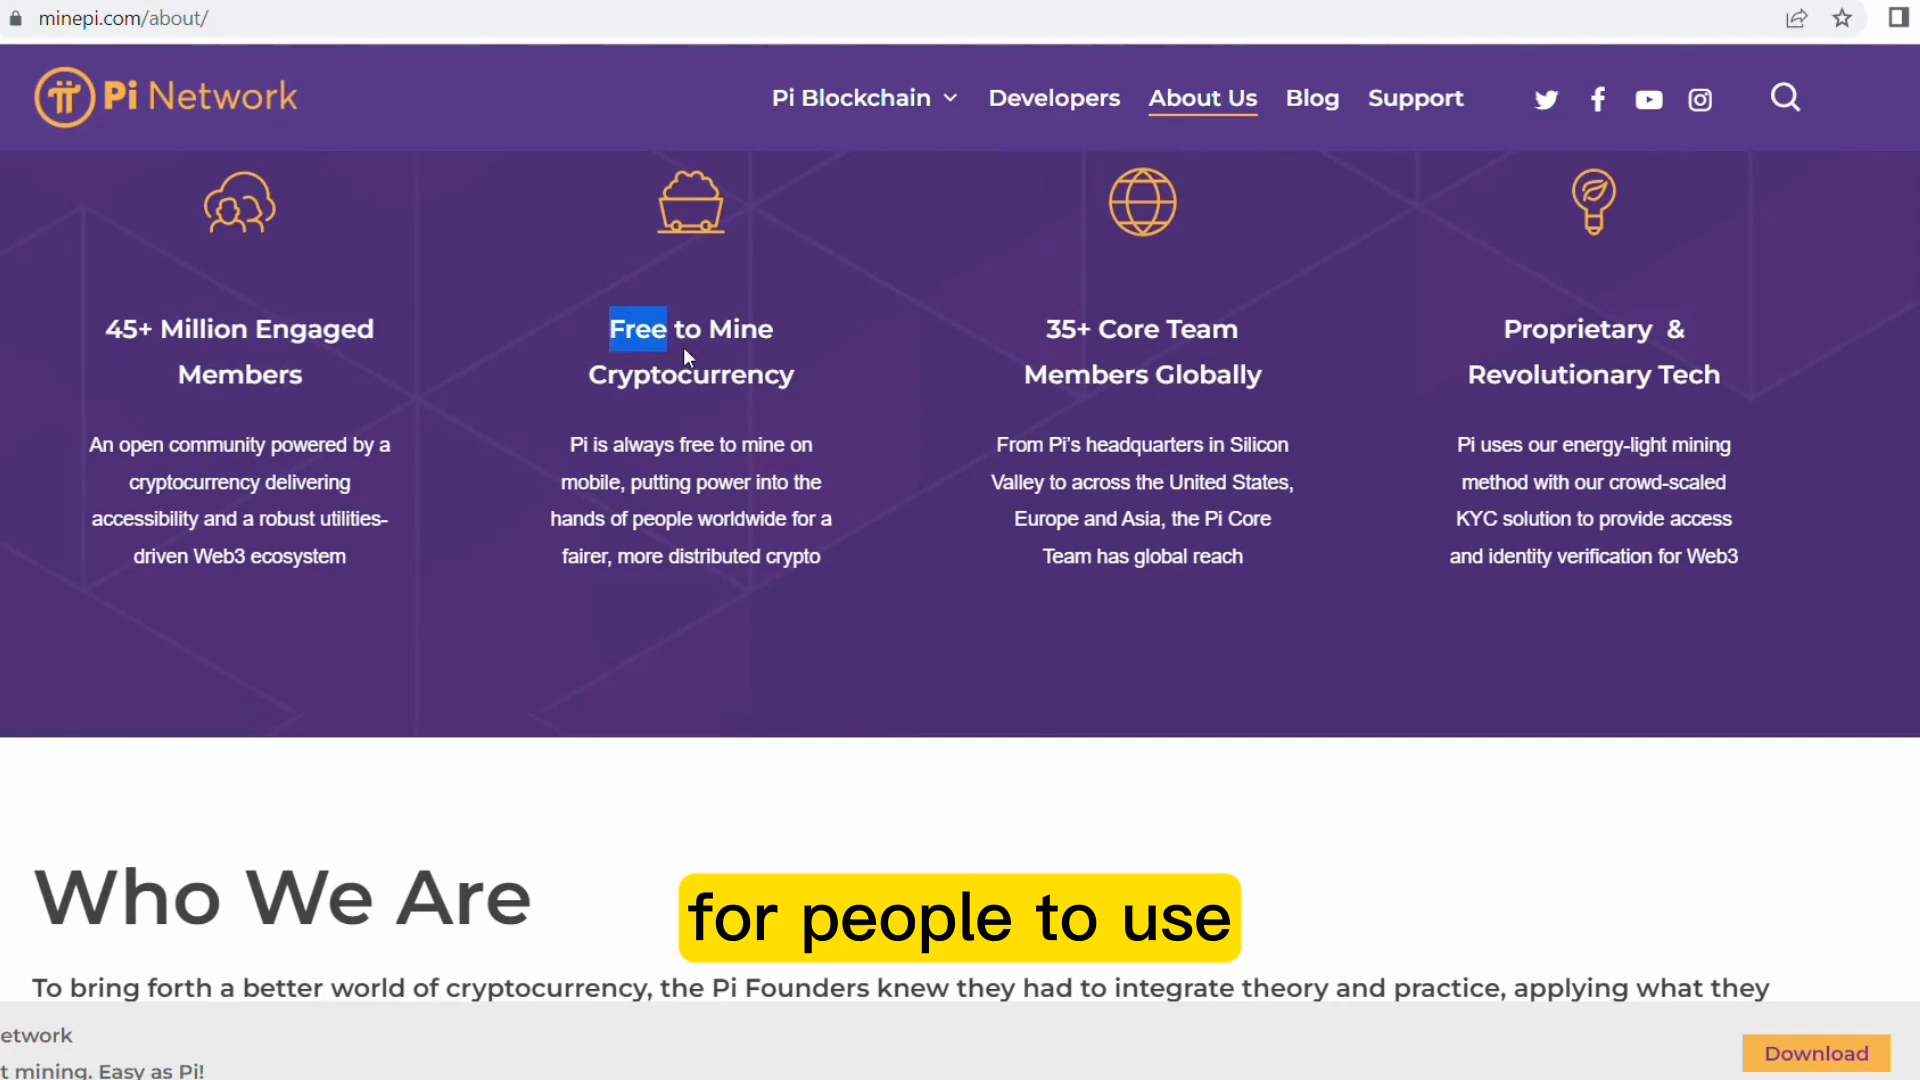 minepi.com/about/
Pi Network
Pi Blockchain
Developers
About Us
Blog
Support
45+ Million Engaged
Members
An open community powered by a
cryptocurrency delivering
accessibility and a robust utilities-
driven Web3 ecosystem
Free to Mine
Cryptocurrency
Pi is always free to mine on
mobile, putting power into the
hands of people worldwide for a
fairer, more distributed crypto
35+ Core Team
Members Globally
From Pi's headquarters in Silicon
Valley to across the United States,
Europe and Asia, the Pi Core
Team has global reach
Proprietary & 
Revolutionary Tech
Pi uses our energy-light mining
method with our crowd-scaled
KYC solution to provide access
and identity verification for Web3
Who We Are
for people to use
To bring forth a better world of cryptocurrency, the Pi Founders knew they had to integrate theory and practice, applying what they
etwork
t mining. Easy as Pi!
Download